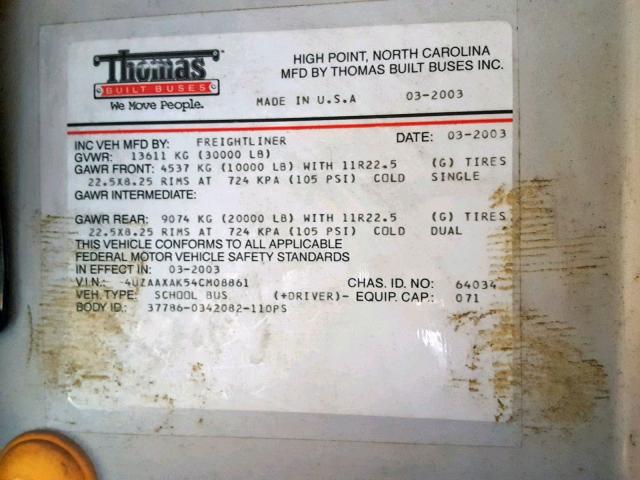 Thomas
BUILT BUSES
We Move People.
HIGH POINT, NORTH CAROLINA
MFD BY THOMAS BUILT BUSES INC.
MADE IN U.S.A 03-2003
INC VEH MFD BY: FREIGHTLINER DATE: 03-2003
GVWR: 13611 KG (30000 LB)
GAWR FRONT: 4537 KG (10000 LB) WITH 11R22.5 (G) TIRES
22.5X8.25 RIMS AT 724 KPA (105 PSI) COLD SINGLE
GAWR INTERMEDIATE:
GAWR REAR: 9074 KG (20000 LB) WITH 11R22.5 (G) TIRES
22.5X8.25 RIMS AT 724 KPA (105 PSI) COLD DUAL
THIS VEHICLE CONFORMS TO ALL APPLICABLE
FEDERAL MOTOR VEHICLE SAFETY STANDARDS
IN EFFECT IN: 03-2003
V.I.N.: 4UZAAXAK54CM08861 CHAS. ID. NO: 64034
VEH. TYPE: SCHOOL BUS (+DRIVER)- EQUIP. CAP.: 071
BODY ID.: 37786-0342082-110PS